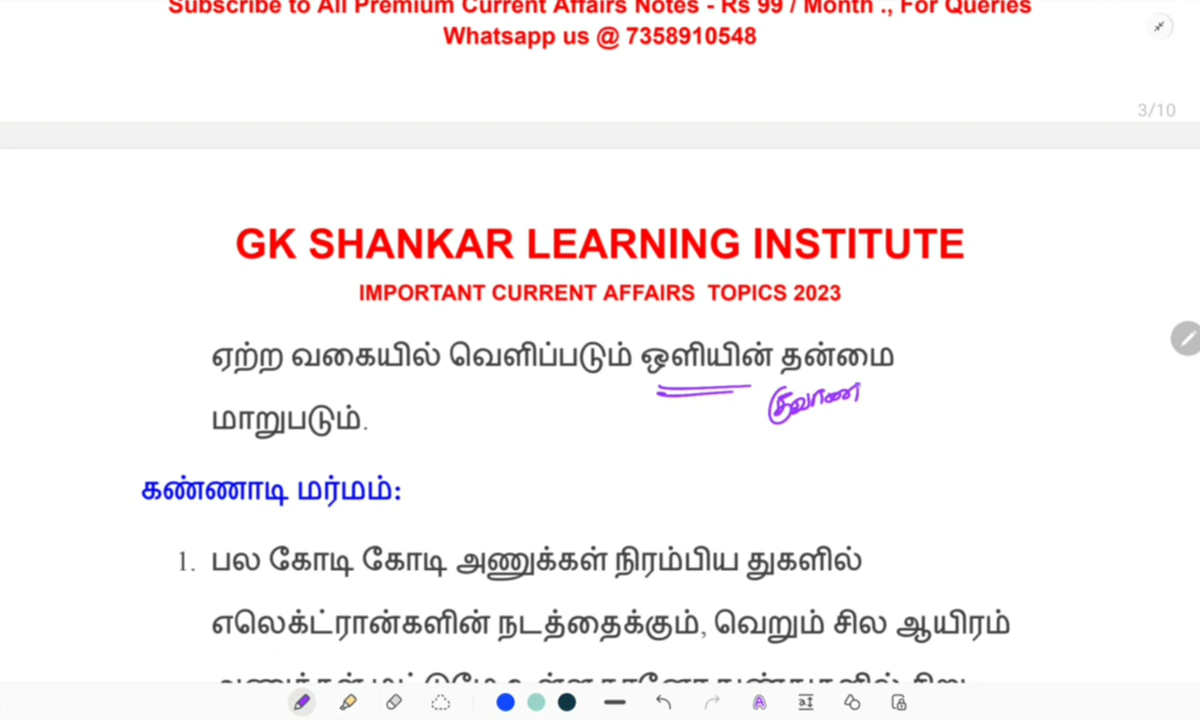 Subscribe to All Premium Current Affairs Notes - Rs 99 / Month ., For Queries
Whatsapp us @ 7358910548
3/10
GK SHANKAR LEARNING INSTITUTE
IMPORTANT CURRENT AFFAIRS TOPICS 2023
ஏற்ற வகையில் வெளிப்படும் ஒளியின் தன்மை
குவாண
மாறுபடும்.
கண்ணாடி மர்மம்:
1. பல கோடி கோடி அணுக்கள் நிரம்பிய துகளில்
எலெக்ட்ரான்களின் நடத்தைக்கும், வெறும் சில ஆயிரம்